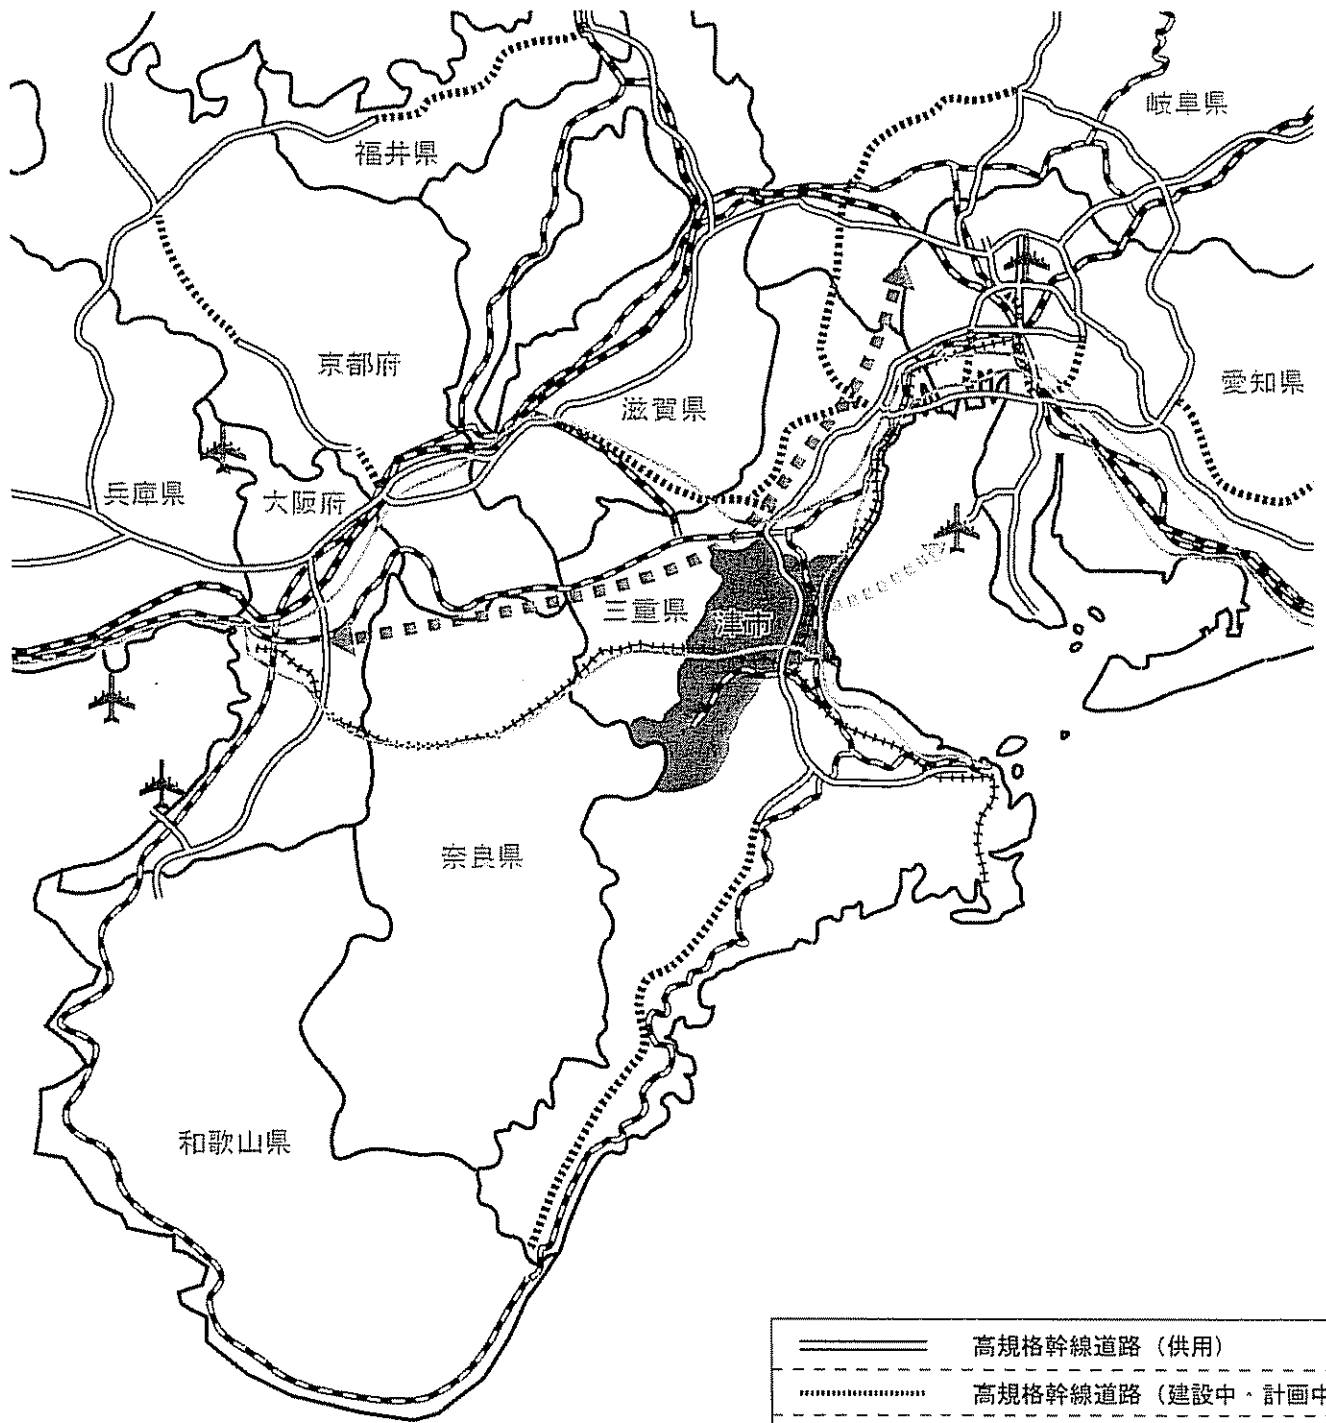 岐阜県
福井県
京都府
滋賀県
愛知県
兵庫県
大阪府
三重県
津市
奈良県
和歌山県
高規格幹線道路（供用）
高規格幹線道路（建設中・計画中